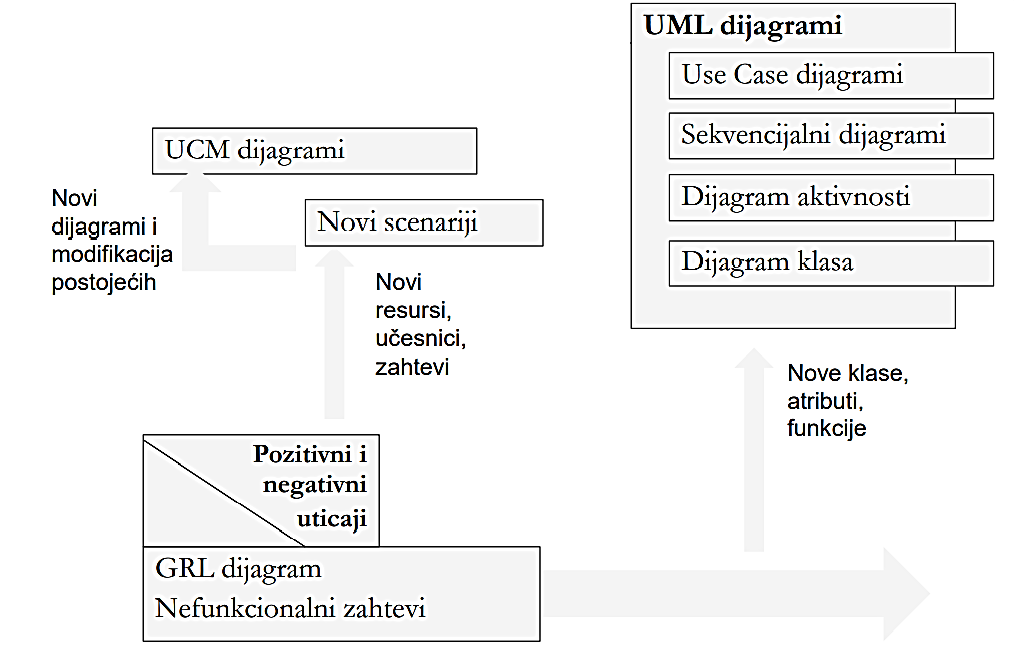 UML dijagrami
Use Case dijagrami
Sekvencijalni dijagrami
Dijagram aktivnosti
Dijagram klasa
UCM dijagrami
Novi
dijagrami i
modifikacija
postojećih
Novi scenariji
Novi
resursi,
učesnici,
zahtevi
Nove klase,
atributi,
funkcije
Pozitivni i
negativni
uticaji
GRL dijagram
Nefunkcionalni zahtevi